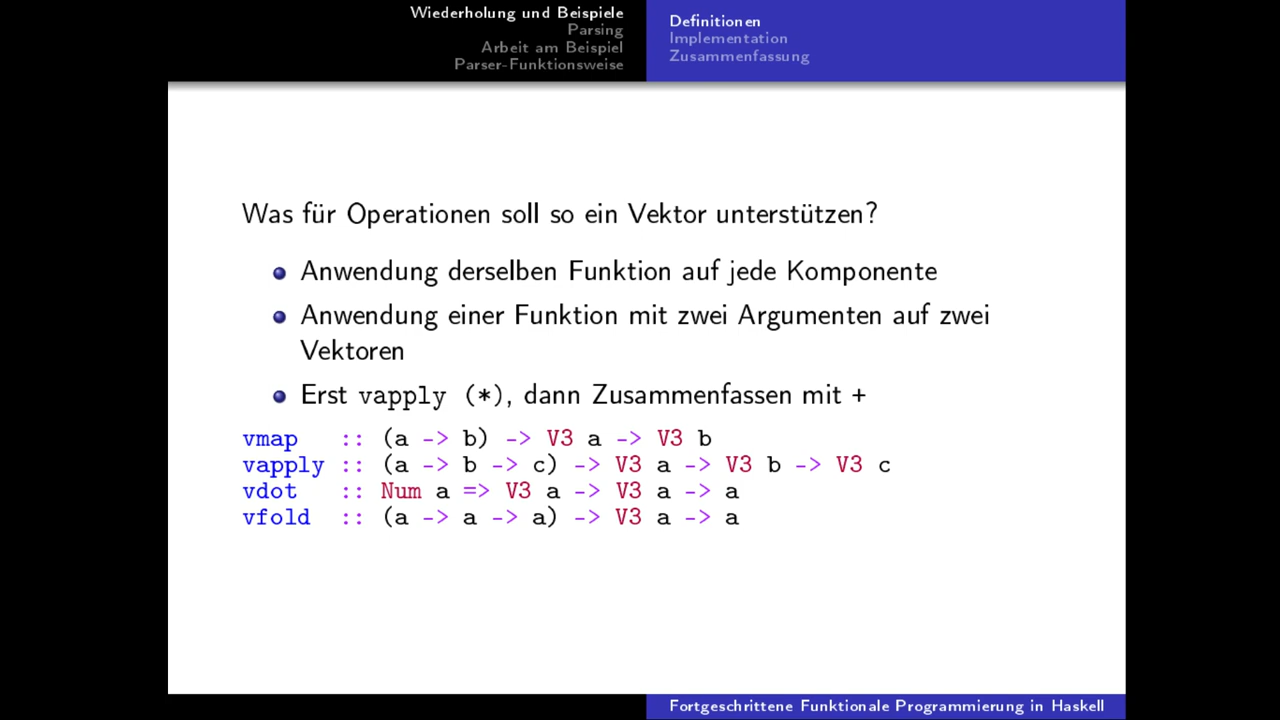 Wiederholung und Beispiele
Parsing
Arbeit am Beispiel
Parser-Funktionsweise
Definitionen
Implementation
Zusammenfassung
Was für Operationen soll so ein Vektor unterstützen?
Anwendung derselben Funktion auf jede Komponente
Anwendung einer Funktion mit zwei Argumenten auf zwei
Vektoren
Erst vapply (*), dann Zusammenfassen mit +
vmap :: (a -> b) -> V3 a -> V3 b
vapply :: (a -> b -> c) -> V3 a -> V3 b -> V3 c
vdot :: Num a => V3 a -> V3 a -> a
vfold :: (a -> a -> a) -> V3 a -> a
Fortgeschrittene Funktionale Programmierung in Haskell